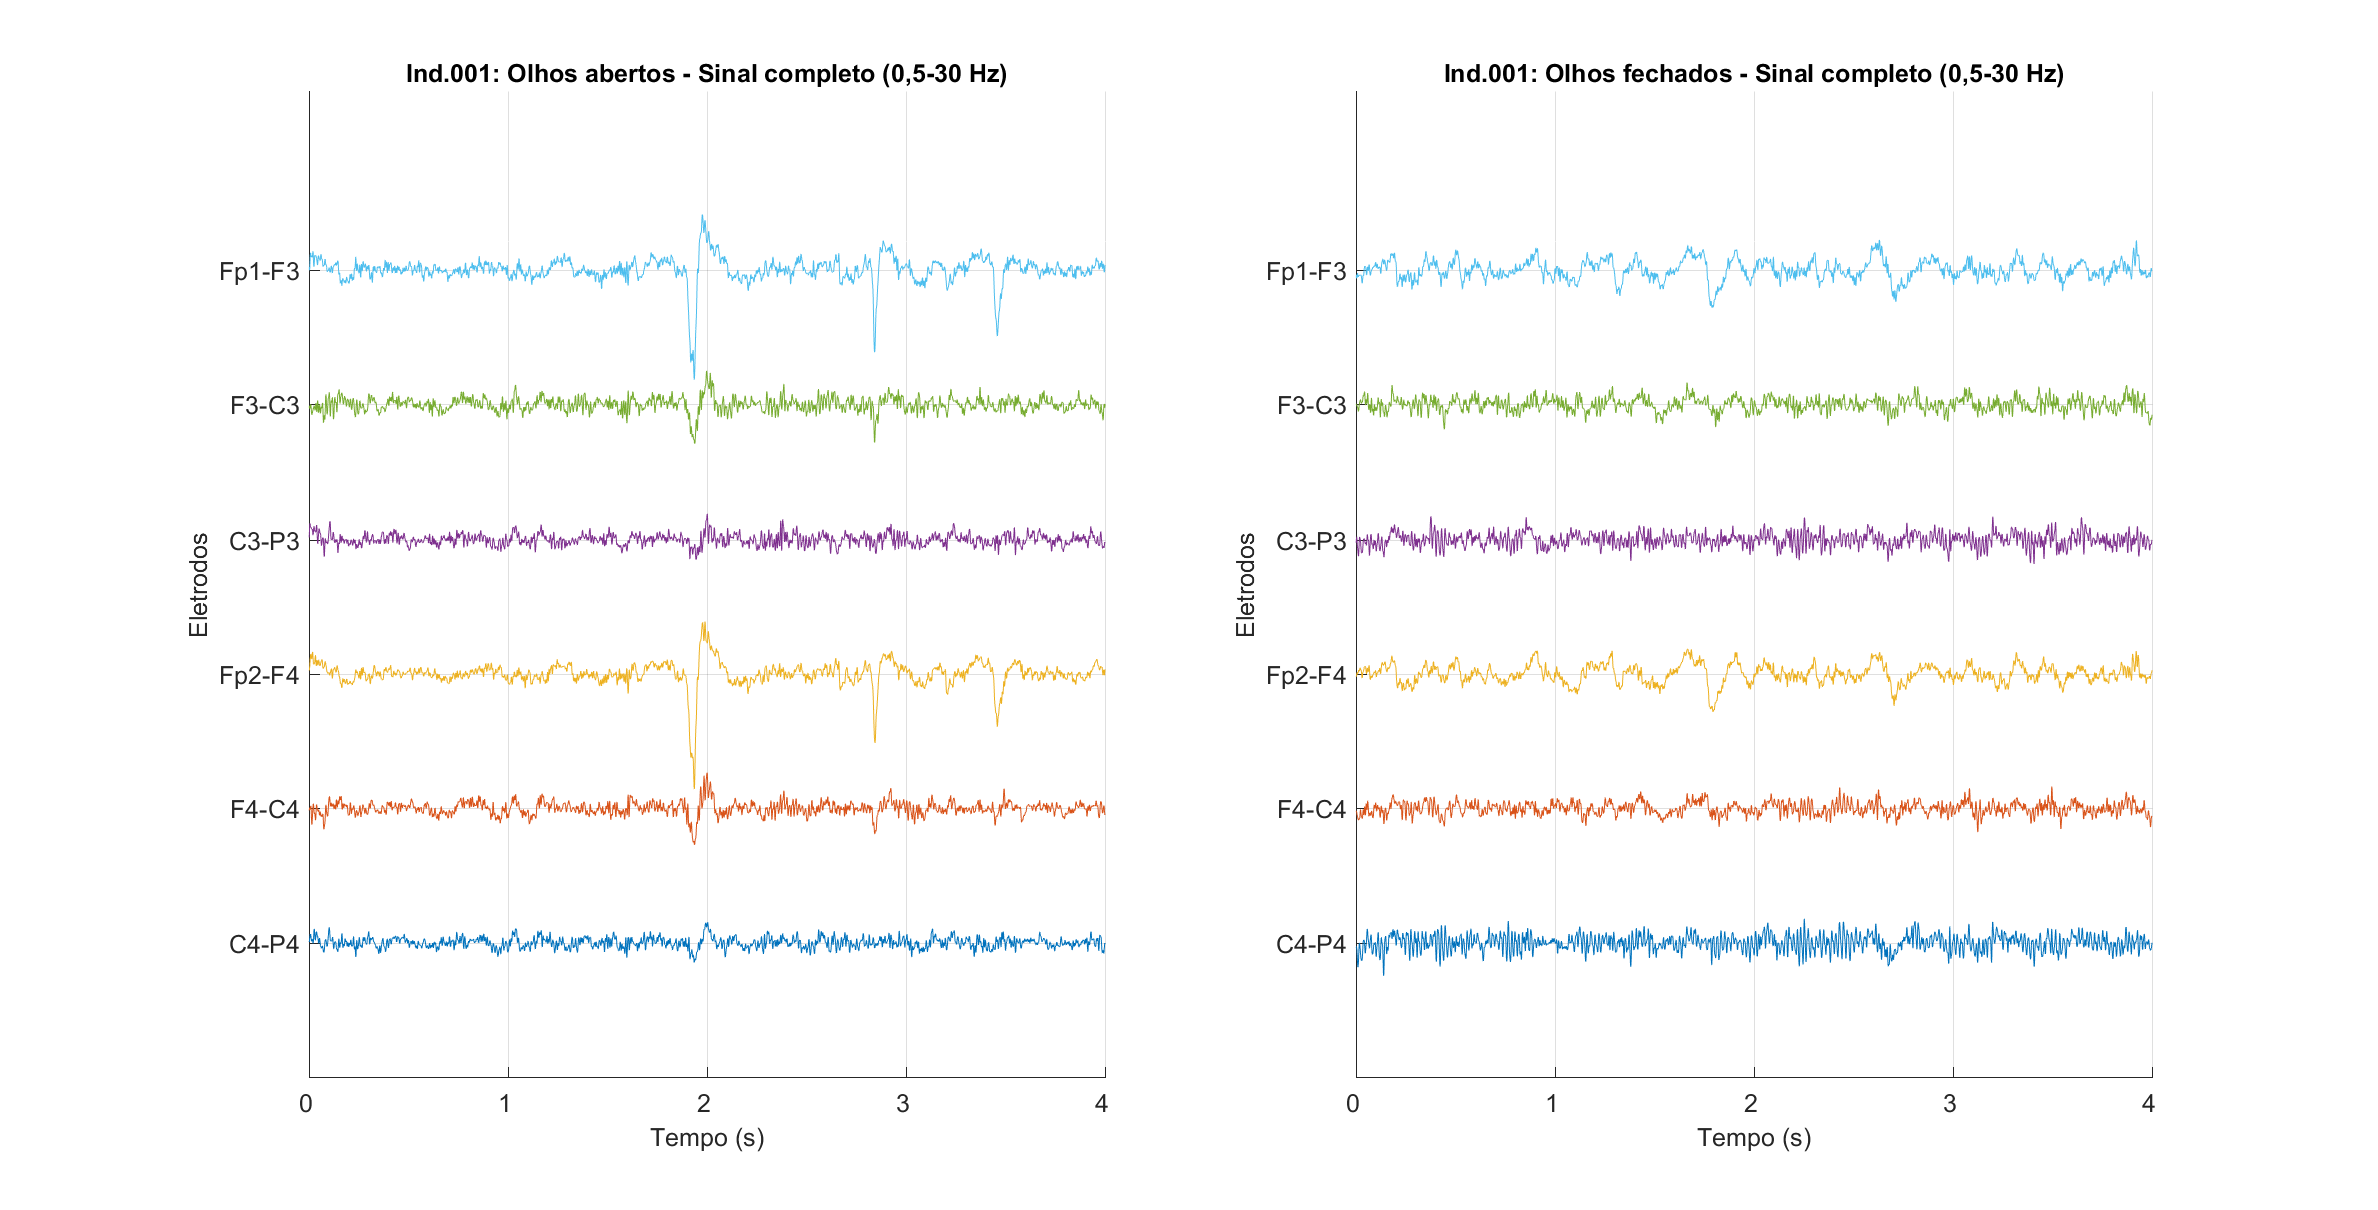 Ind.001: Olhos abertos - Sinal completo (0,5-30 Hz)
Eletrodos
Fp1-F3
F3-C3
C3-P3
Fp2-F4
F4-C4
C4-P4
0 1 2 3 4
Tempo (s)
Ind.001: Olhos fechados - Sinal completo (0,5-30 Hz)
Eletrodos
Fp1-F3
F3-C3
C3-P3
Fp2-F4
F4-C4
C4-P4
0 1 2 3 4
Tempo (s)